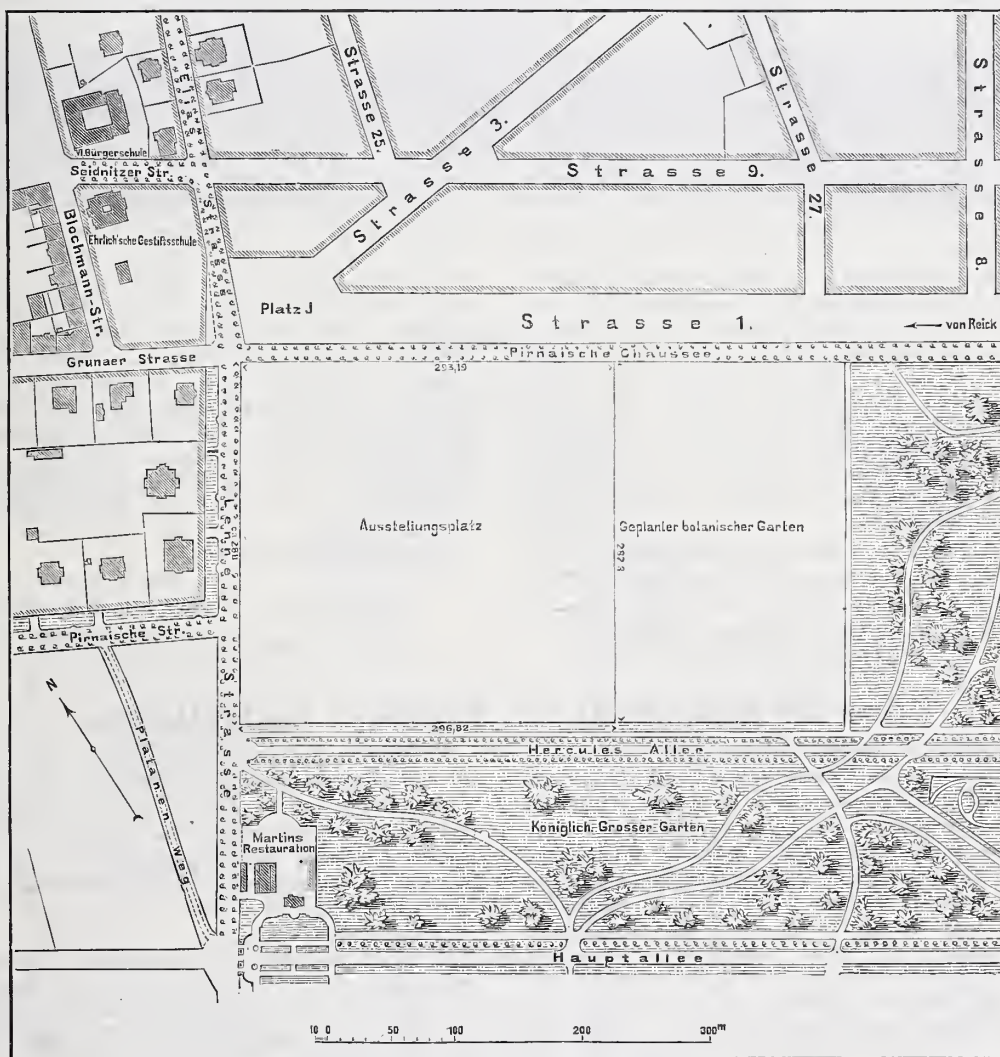 Elias-Strasse
Strasse 25.
Strasse 3.
Strasse 27.
Strasse 8.
VI. Bürgerschule
Seidnitzer Str.
Strasse 9.
Blochmann-Str.
Ehrlich'sche Gestiftsschule
Platz J
Strasse 1.
von Reick
Grunaer Strasse
Pirnaische Chaussee
293,19
Ausstellungsplatz
Geplanter botanischer Garten
Lenné Strasse
Pirnaische Str.
N
Platanen Weg
296,82
Hercules Allee
Martins
Restauration
Königlich-Grosser-Garten
Hauptallee
10 0 50 100 200 300m